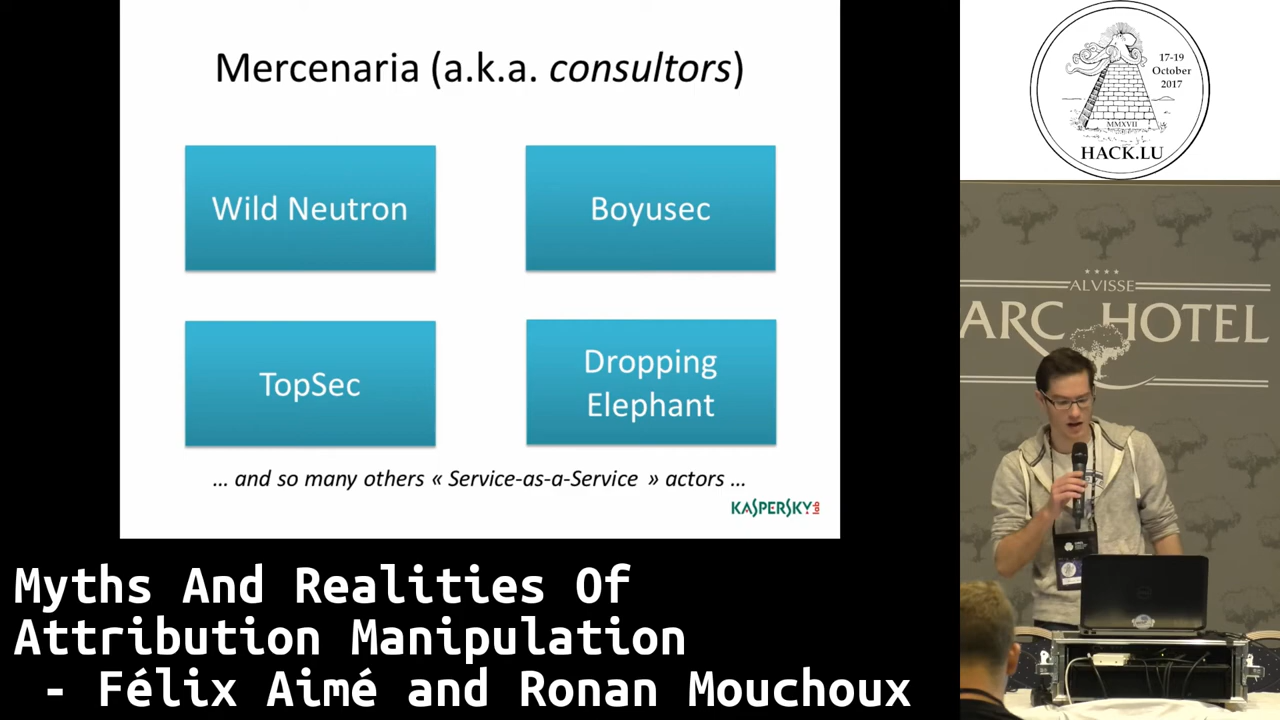 Mercenaria (a.k.a. consultors)
Wild Neutron
Boyusec
TopSec
Dropping
Elephant
… and so many others « Service-as-a-Service » actors …
KASPERSKY lab
17-19
October
2017
MMXVII
HACK.LU
ALVISSE
ARC HOTEL
Myths And Realities Of
Attribution Manipulation
- Félix Aimé and Ronan Mouchoux